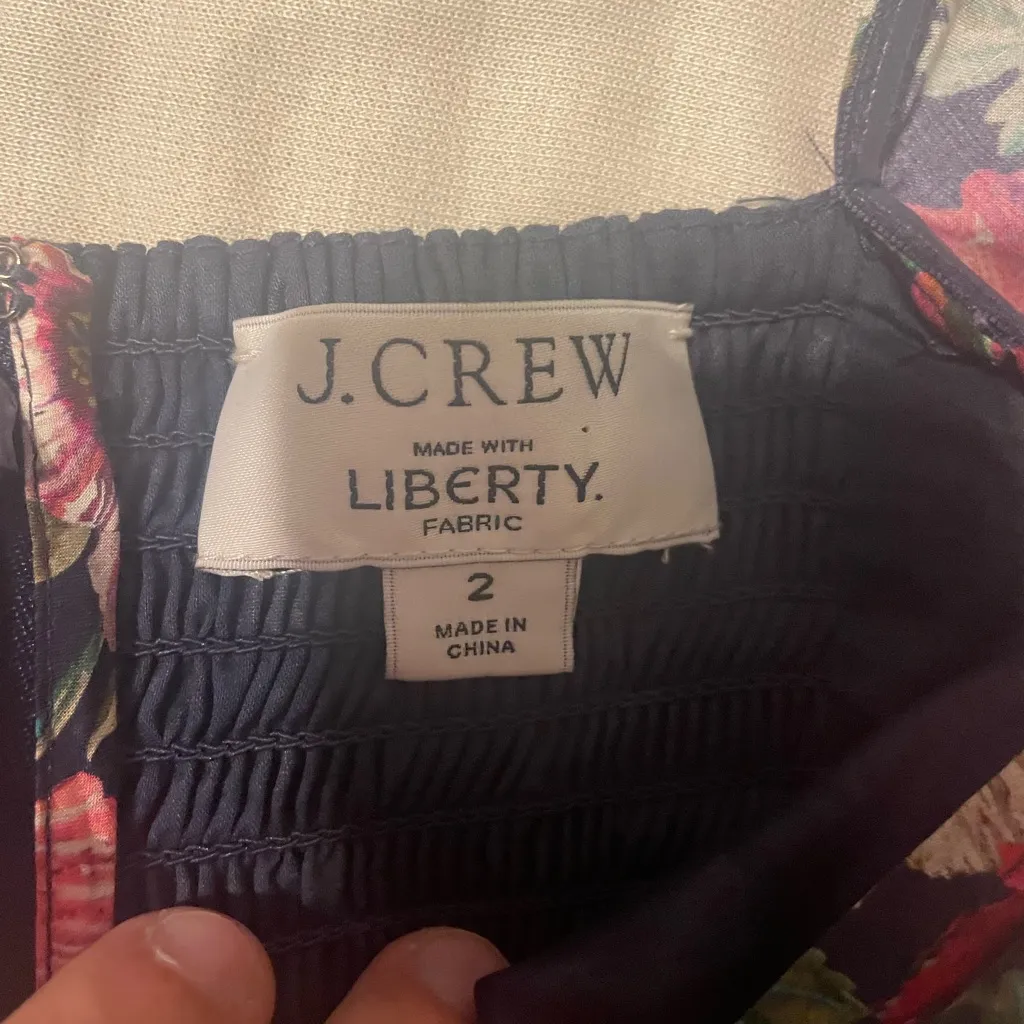 J.CREW
MADE WITH
LIBERTY.
FABRIC
2
MADE IN
CHINA